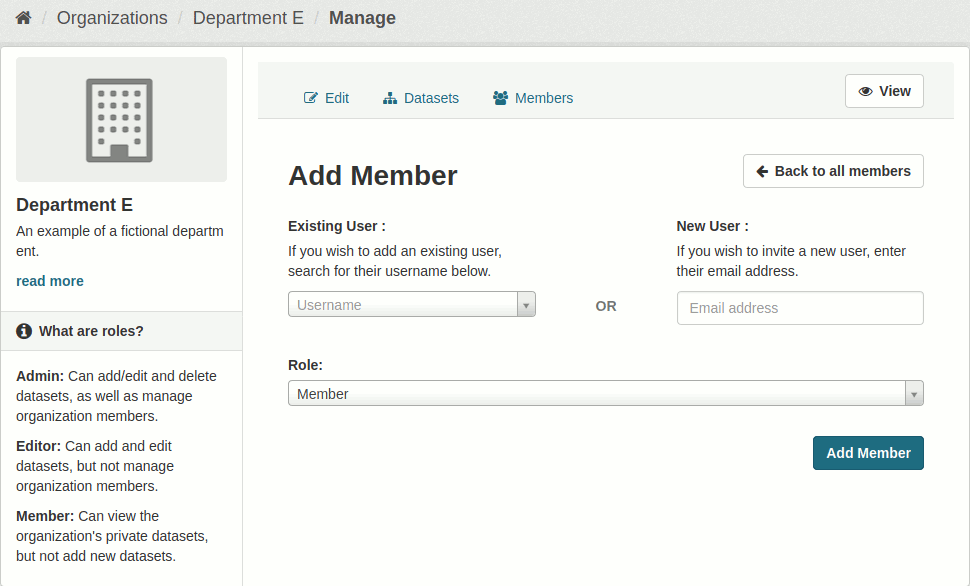 / Organizations / Department E / Manage
Department E
An example of a fictional departm
ent.
read more
What are roles?
Admin: Can add/edit and delete
datasets, as well as manage
organization members.
Editor: Can add and edit
datasets, but not manage
organization members.
Member: Can view the
organization's private datasets,
but not add new datasets.
Edit Datasets Members View
Add Member
Back to all members
Existing User :
If you wish to add an existing user,
search for their username below.
Username
OR
New User :
If you wish to invite a new user, enter
their email address.
Email address
Role:
Member
Add Member